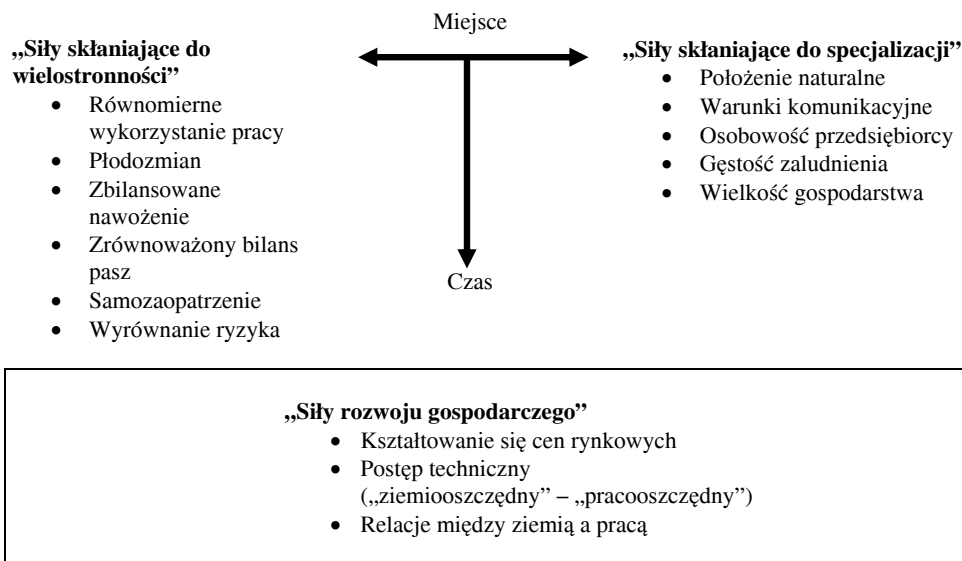 Miejsce
„Siły skłaniające do
wielostronności”
• Równomierne
wykorzystanie pracy
• Płodozmian
• Zbilansowane
nawożenie
• Zrównoważony bilans
pasz
• Samozaopatrzenie
• Wyrównanie ryzyka
„Siły skłaniające do specjalizacji”
• Położenie naturalne
• Warunki komunikacyjne
• Osobowość przedsiębiorcy
• Gęstość zaludnienia
• Wielkość gospodarstwa
Czas
„Siły rozwoju gospodarczego”
• Kształtowanie się cen rynkowych
• Postęp techniczny
(„ziemiooszczędny” – „pracooszczędny”)
• Relacje między ziemią a pracą